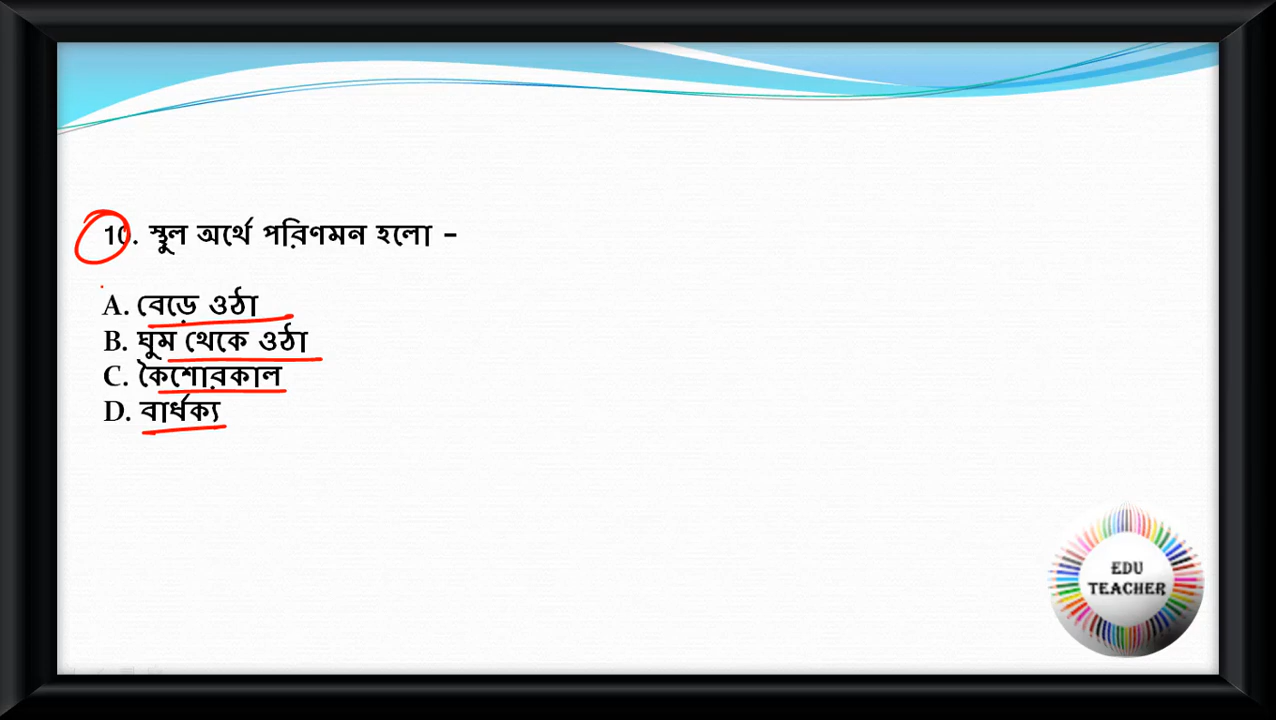 10. স্থুল অর্থে পরিণমন হলো -
A. বেড়ে ওঠা
B. ঘুম থেকে ওঠা
C. কৈশোরকাল
D. বার্ধক্য
EDU
TEACHER